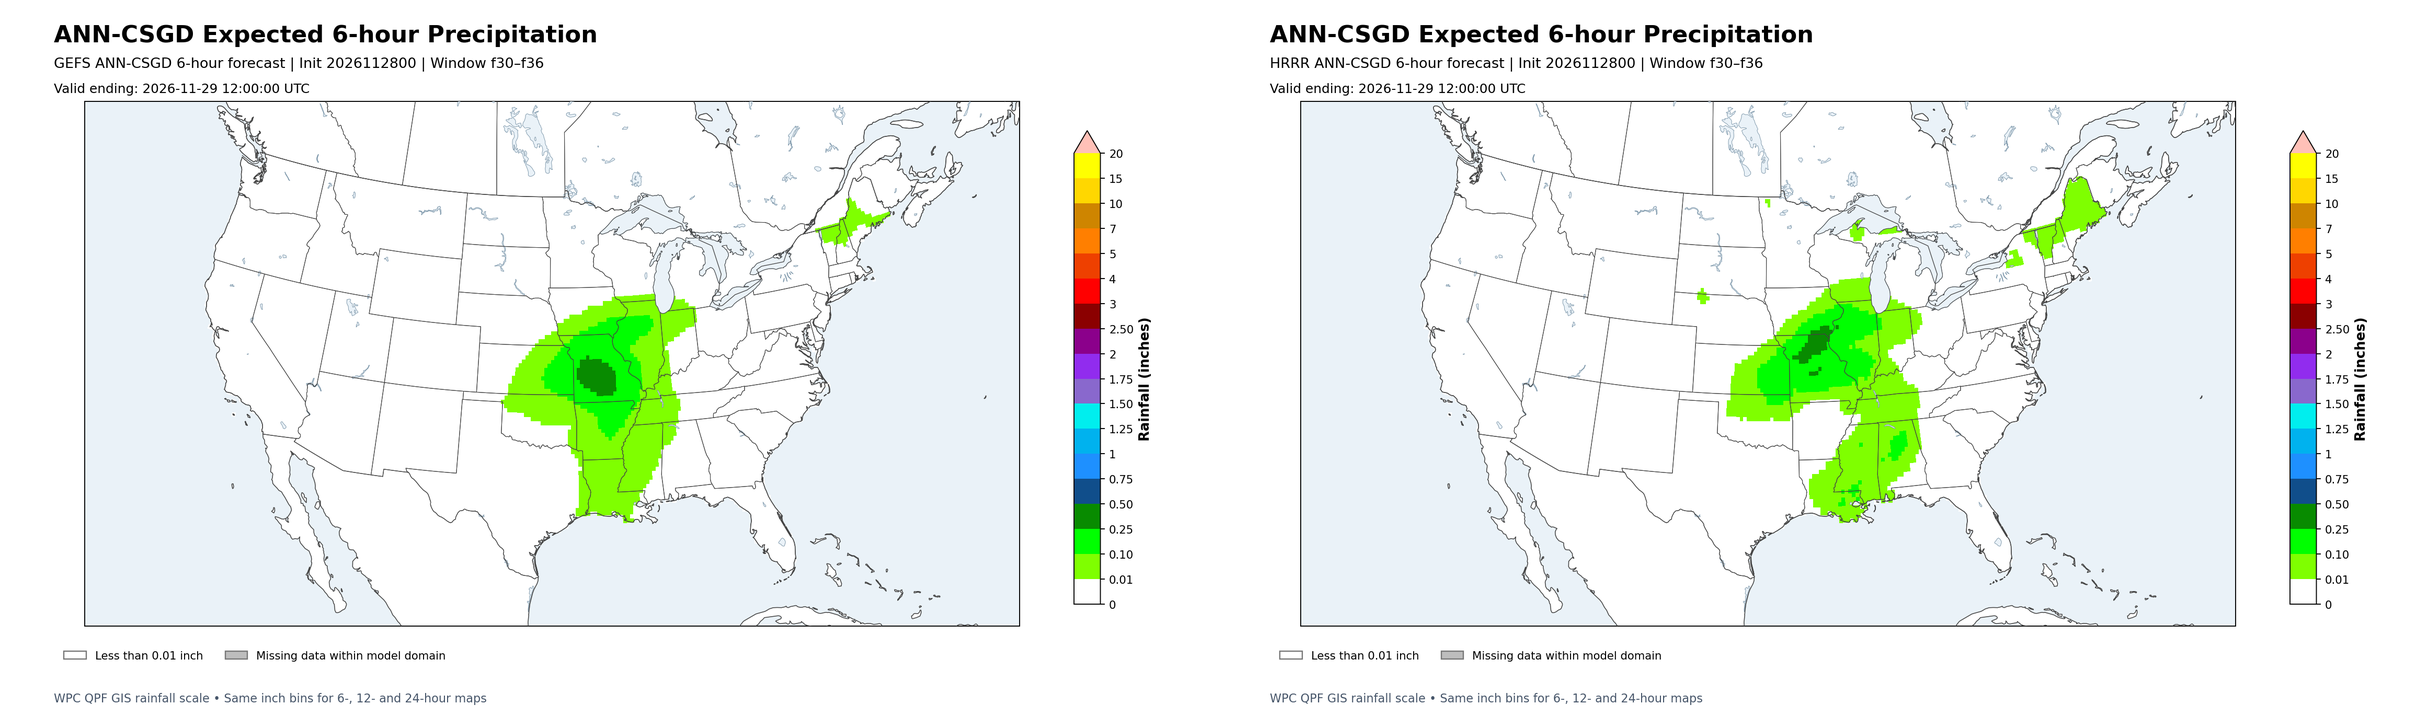 ANN-CSGD Expected 6-hour Precipitation
GEFS ANN-CSGD 6-hour forecast | Init 2026112800 | Window f30–f36
Valid ending: 2026-11-29 12:00:00 UTC
20
15
10
7
5
4
3
2.50
2
1.75
1.50
1.25
1
0.75
0.50
0.25
0.10
0.01
0
Rainfall (inches)
Less than 0.01 inch
Missing data within model domain
WPC QPF GIS rainfall scale • Same inch bins for 6-, 12- and 24-hour maps
ANN-CSGD Expected 6-hour Precipitation
HRRR ANN-CSGD 6-hour forecast | Init 2026112800 | Window f30–f36
Valid ending: 2026-11-29 12:00:00 UTC
20
15
10
7
5
4
3
2.50
2
1.75
1.50
1.25
1
0.75
0.50
0.25
0.10
0.01
0
Rainfall (inches)
Less than 0.01 inch
Missing data within model domain
WPC QPF GIS rainfall scale • Same inch bins for 6-, 12- and 24-hour maps